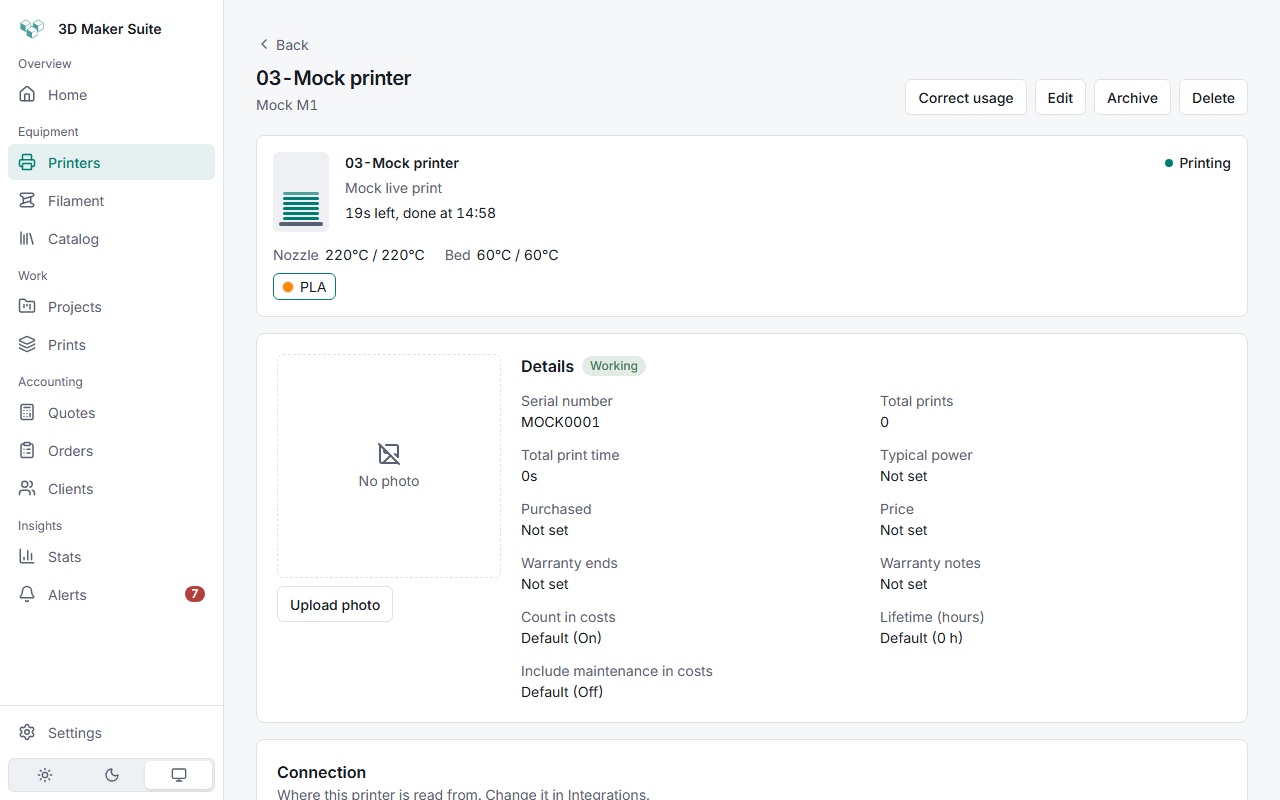 3D Maker Suite
Overview
Home
Equipment
Printers
Filament
Catalog
Work
Projects
Prints
Accounting
Quotes
Orders
Clients
Insights
Stats
Alerts
7
Settings
Back
03-Mock printer
Mock M1
Correct usage
Edit
Archive
Delete
03-Mock printer
Printing
Mock live print
19s left, done at 14:58
Nozzle 220°C / 220°C Bed 60°C / 60°C
PLA
No photo
Upload photo
Details Working
Serial number
MOCK0001
Total prints
0
Total print time
0s
Typical power
Not set
Purchased
Not set
Price
Not set
Warranty ends
Not set
Warranty notes
Not set
Count in costs
Default (On)
Lifetime (hours)
Default (0 h)
Include maintenance in costs
Default (Off)
Connection
Where this printer is read from. Change it in Integrations.